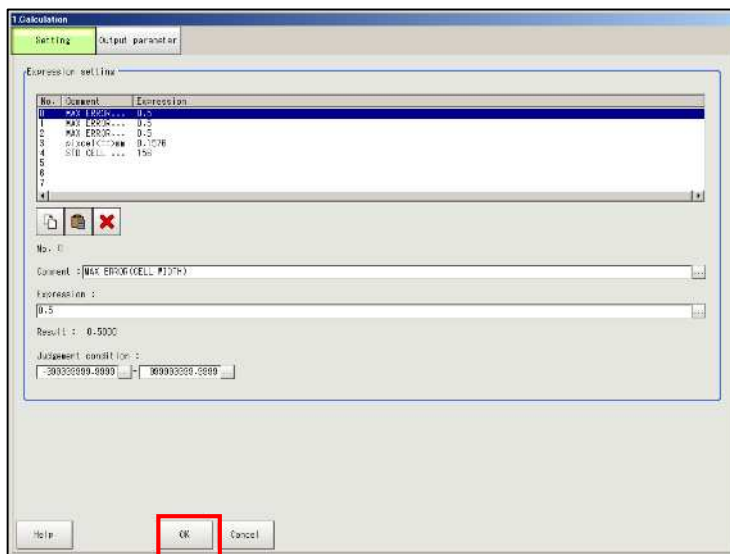 1.Calculation
Setting
Output parameter
Expression setting
No. Comment Expression
0 MAX ERROR... 0.5
1 MAX ERROR... 0.5
2 MAX ERROR... 0.5
3 pixcel<=>mm 0.1576
4 STD CELL ... 156
5
6
7
No. 0
Comment : MAX ERROR(CELL WIDTH) ...
Expression :
0.5 ...
Result : 0.5000
Judgement condition :
-999999999.9999 ... - 999999999.9999 ...
Help
OK
Cancel